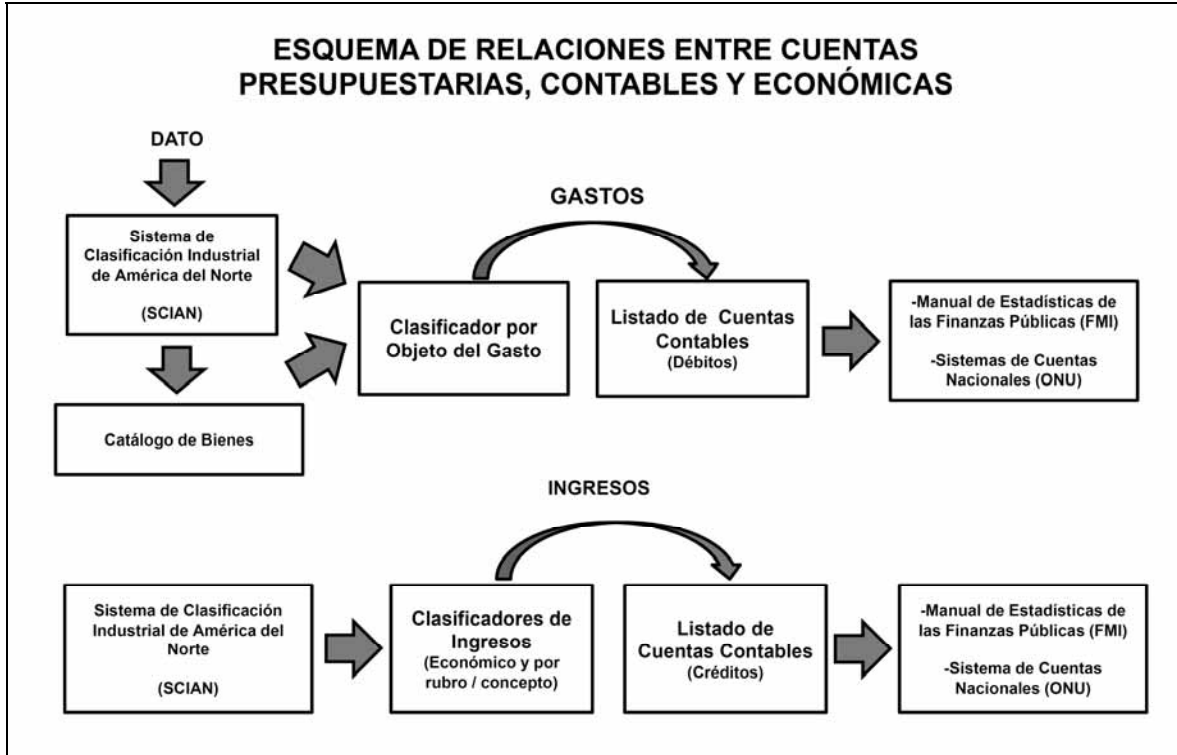 ESQUEMA DE RELACIONES ENTRE CUENTAS
PRESUPUESTARIAS, CONTABLES Y ECONÓMICAS
DATO
GASTOS
Sistema de
Clasificación Industrial
de América del Norte
(SCIAN)
Catálogo de Bienes
Clasificador por
Objeto del Gasto
Listado de Cuentas
Contables
(Débitos)
-Manual de Estadísticas de
las Finanzas Públicas (FMI)
-Sistemas de Cuentas
Nacionales (ONU)
INGRESOS
Sistema de Clasificación
Industrial de América del
Norte
(SCIAN)
Clasificadores de
Ingresos
(Económico y por
rubro / concepto)
Listado de
Cuentas Contables
(Créditos)
-Manual de Estadísticas de
las Finanzas Públicas (FMI)
-Sistema de Cuentas
Nacionales (ONU)